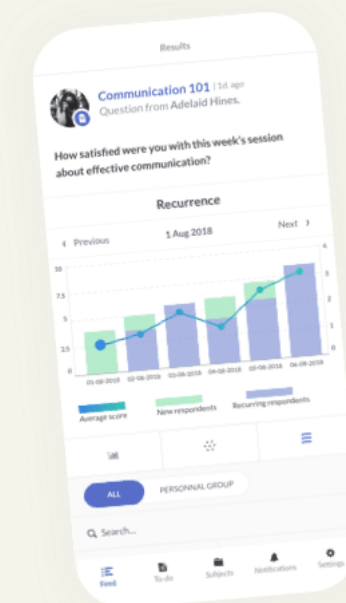 Results
Communication 101 | 1d. ago
Question from Adelaid Hines.
How satisfied were you with this week's session
about effective communication?
Recurrence
Previous 1 Aug 2018 Next
10
7.5
5
2.5
0
4
3
2
1
0
01-08-2018 02-08-2018 03-08-2018 04-08-2018 05-08-2018 06-08-2018
Average score New respondents Recurring respondents
ALL PERSONNAL GROUP
Search...
Feed To-do Subjects Notifications Settings